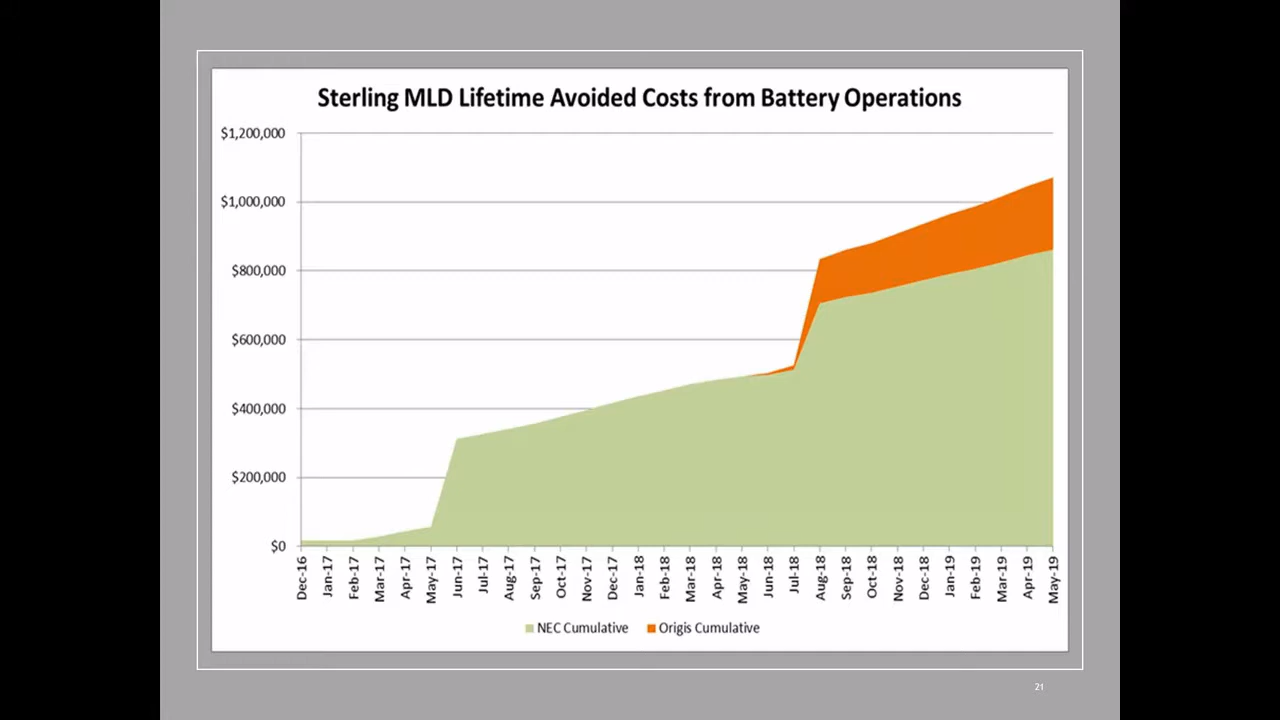 Sterling MLD Lifetime Avoided Costs from Battery Operations
$1,200,000
$1,000,000
$800,000
$600,000
$400,000
$200,000
$0
Dec-16
Jan-17
Feb-17
Mar-17
Apr-17
May-17
Jun-17
Jul-17
Aug-17
Sep-17
Oct-17
Nov-17
Dec-17
Jan-18
Feb-18
Mar-18
Apr-18
May-18
Jun-18
Jul-18
Aug-18
Sep-18
Oct-18
Nov-18
Dec-18
Jan-19
Feb-19
Mar-19
Apr-19
May-19
NEC Cumulative
Origis Cumulative
21